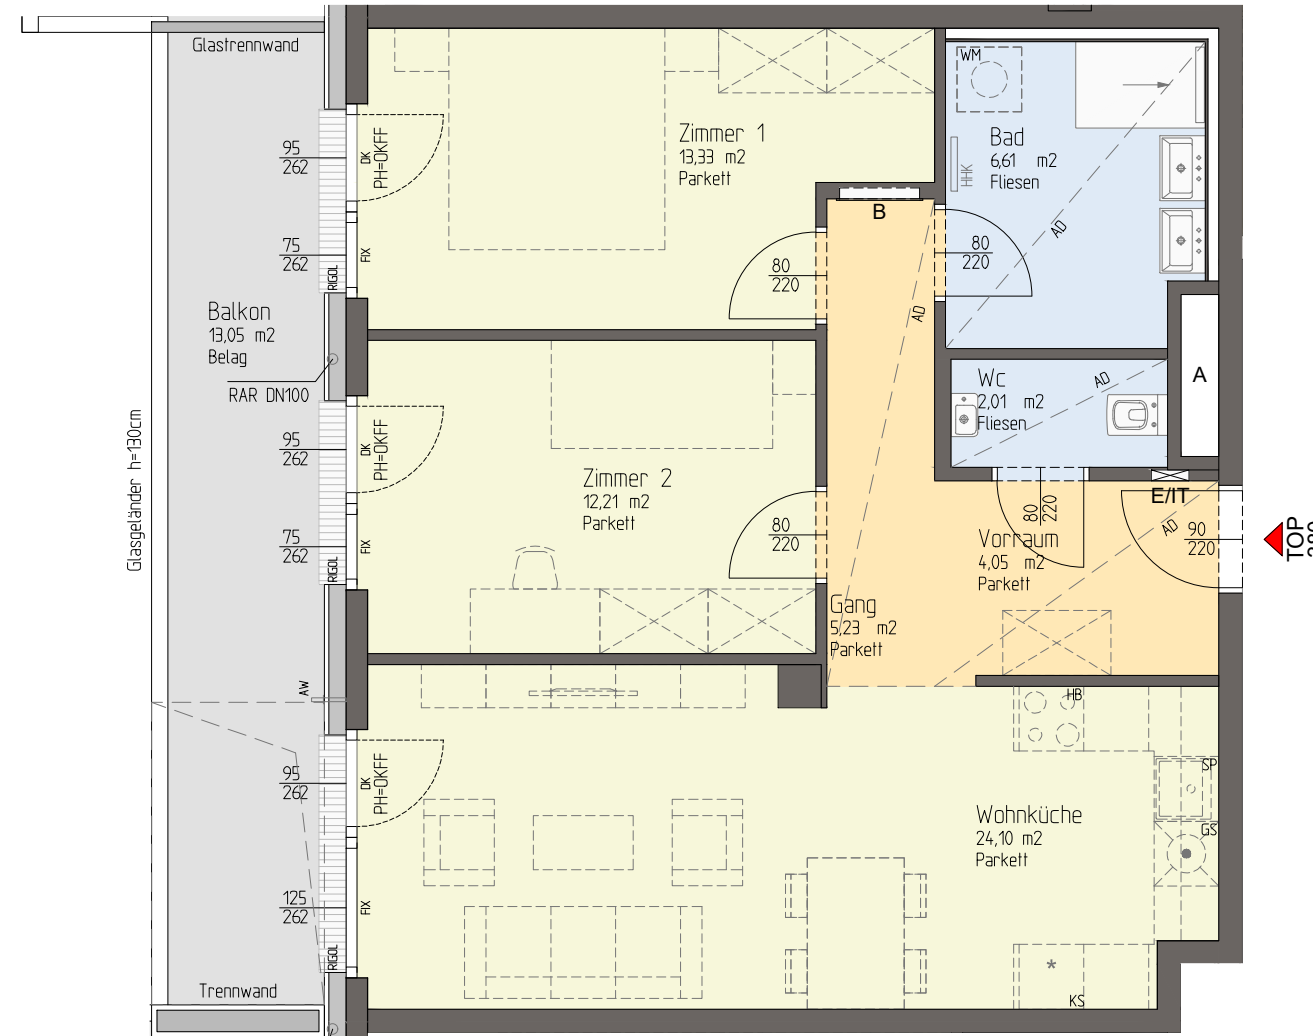 Glastrennwand
WM
Zimmer 1
13,33 m2
Parkett
Bad
6,61 m2
Fliesen
HHK
95
262
DK
PH=OKFF
B
AD
80
220
80
220
75
262
FIX
RIGOL
AD
Balkon
13,05 m2
Belag
RAR DN100
Wc
2,01 m2
Fliesen
AD
A
Glasgeländer h=130cm
95
262
DK
PH=OKFF
Zimmer 2
12,21 m2
Parkett
E/IT
80
220
80
220
AD
90
220
TOP
75
262
FIX
RIGOL
Vorraum
4,05 m2
Parkett
Gang
5,23 m2
Parkett
AW
HB
95
262
DK
PH=OKFF
SP
Wohnküche
24,10 m2
Parkett
GS
125
262
FIX
RIGOL
*
KS
Trennwand